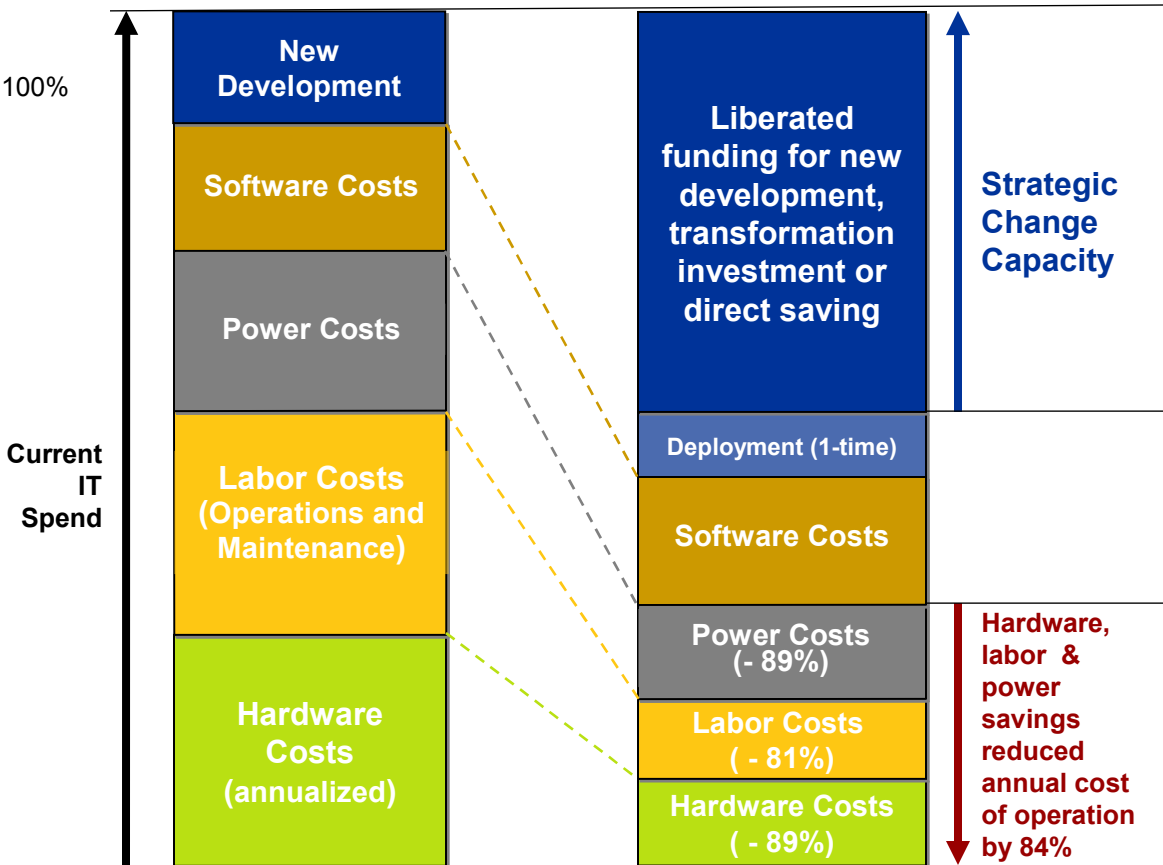 100%
Current
IT
Spend
New
Development
Software Costs
Power Costs
Labor Costs
(Operations and
Maintenance)
Hardware
Costs
(annualized)
Liberated
funding for new
development,
transformation
investment or
direct saving
Deployment (1-time)
Software Costs
Power Costs
(- 89%)
Labor Costs
( - 81%)
Hardware Costs
( - 89%)
Strategic
Change
Capacity
Hardware,
labor &
power
savings
reduced
annual cost
of operation
by 84%